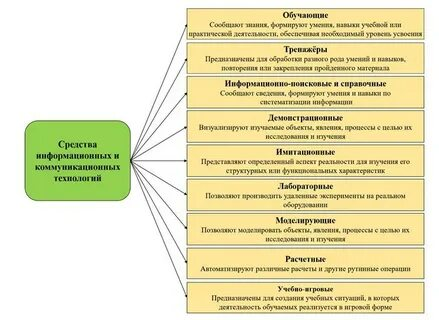 Средства
информационных и
коммуникационных
технологий
Обучающие
Сообщают знания, формируют умения, навыки учебной или
практической деятельности, обеспечивая необходимый уровень усвоения
Тренажёры
Предназначены для обработки разного рода умений и навыков,
повторения или закрепления пройденного материала
Информационно-поисковые и справочные
Сообщают сведения, формируют умения и навыки по
систематизации информации
Демонстрационные
Визуализируют изучаемые объекты, явления, процессы с целью их
исследования и изучения
Имитационные
Представляют определенный аспект реальности для изучения его
структурных или функциональных характеристик
Лабораторные
Позволяют производить удаленные эксперименты на реальном
оборудовании
Моделирующие
Позволяют моделировать объекты, явления, процессы с целью их
исследования и изучения
Расчетные
Автоматизируют различные расчеты и другие рутинные операции
Учебно-игровые
Предназначены для создания учебных ситуаций, в которых
деятельность обучаемых реализуется в игровой форме